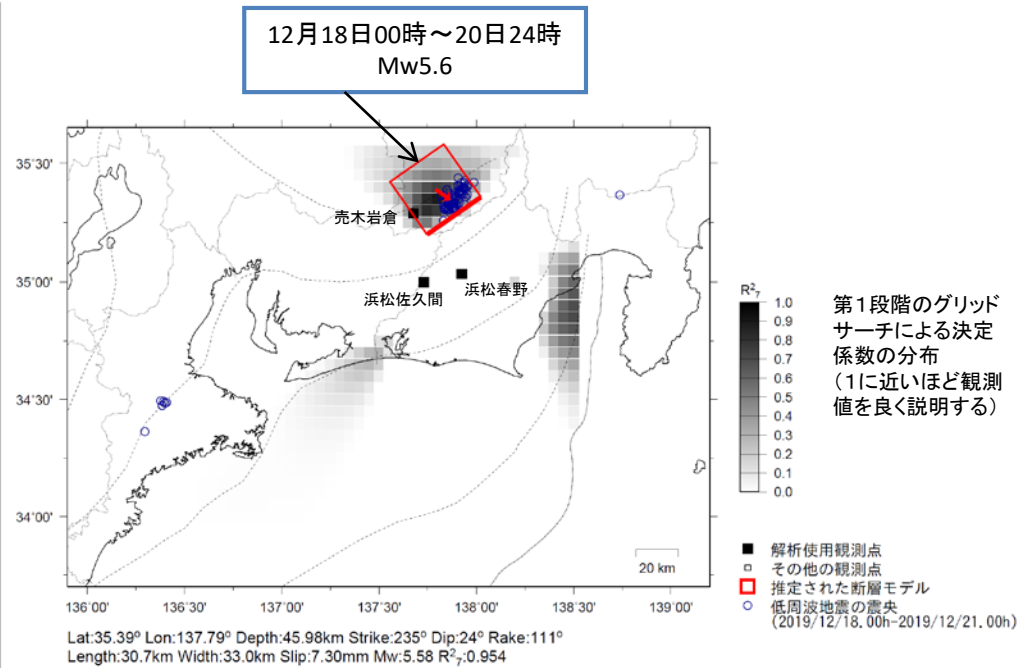 12月18日00時～20日24時
Mw5.6
35˚30'
35˚00'
34˚30'
34˚00'
売木岩倉
浜松佐久間
浜松春野
20 km
136˚00'
136˚30'
137˚00'
137˚30'
138˚00'
138˚30'
139˚00'
R²₇
1.0
0.9
0.8
0.7
0.6
0.5
0.4
0.3
0.2
0.1
0.0
第1段階のグリッド
サーチによる決定
係数の分布
（1に近いほど観測
値を良く説明する）
解析使用観測点
その他の観測点
推定された断層モデル
低周波地震の震央
(2019/12/18.00h-2019/12/21.00h)
Lat:35.39° Lon:137.79° Depth:45.98km Strike:235° Dip:24° Rake:111°
Length:30.7km Width:33.0km Slip:7.30mm Mw:5.58 R²₇:0.954